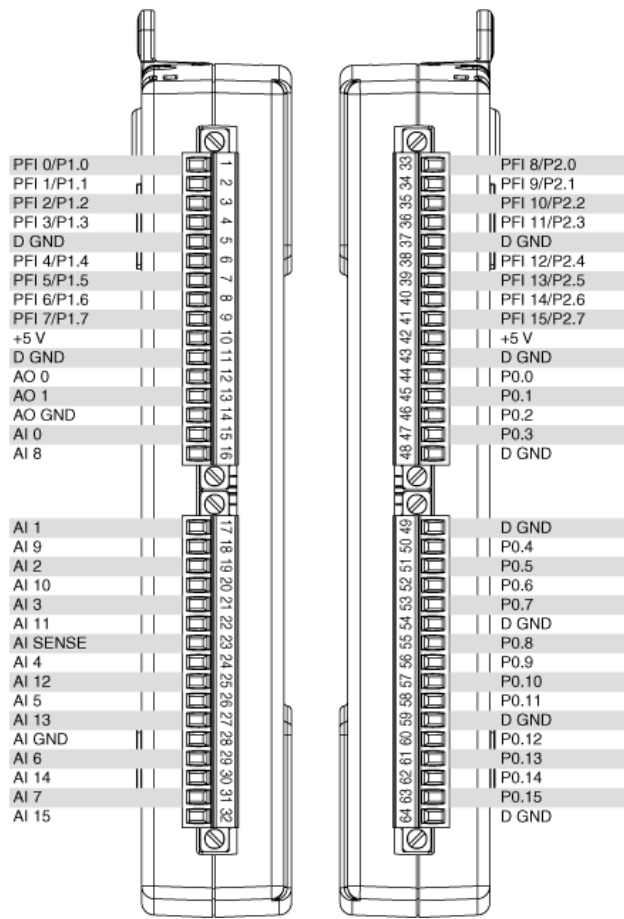 PFI 0/P1.0 1
PFI 1/P1.1 2
PFI 2/P1.2 3
PFI 3/P1.3 4
D GND 5
PFI 4/P1.4 6
PFI 5/P1.5 7
PFI 6/P1.6 8
PFI 7/P1.7 9
+5 V 10
D GND 11
AO 0 12
AO 1 13
AO GND 14
AI 0 15
AI 8 16
AI 1 17
AI 9 18
AI 2 19
AI 10 20
AI 3 21
AI 11 22
AI SENSE 23
AI 4 24
AI 12 25
AI 5 26
AI 13 27
AI GND 28
AI 6 29
AI 14 30
AI 7 31
AI 15 32
33 PFI 8/P2.0
34 PFI 9/P2.1
35 PFI 10/P2.2
36 PFI 11/P2.3
37 D GND
38 PFI 12/P2.4
39 PFI 13/P2.5
40 PFI 14/P2.6
41 PFI 15/P2.7
42 +5 V
43 D GND
44 P0.0
45 P0.1
46 P0.2
47 P0.3
48 D GND
49 D GND
50 P0.4
51 P0.5
52 P0.6
53 P0.7
54 D GND
55 P0.8
56 P0.9
57 P0.10
58 P0.11
59 D GND
60 P0.12
61 P0.13
62 P0.14
63 P0.15
64 D GND